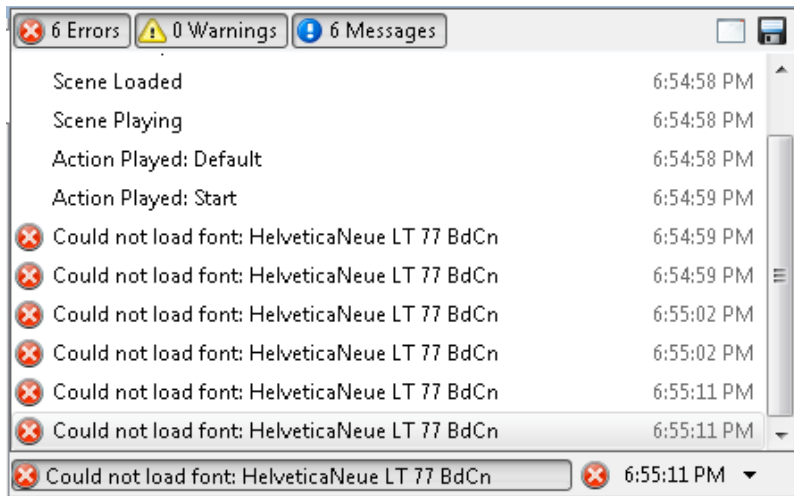 6 Errors 0 Warnings 6 Messages
Scene Loaded 6:54:58 PM
Scene Playing 6:54:58 PM
Action Played: Default 6:54:58 PM
Action Played: Start 6:54:59 PM
Could not load font: HelveticaNeue LT 77 BdCn 6:54:59 PM
Could not load font: HelveticaNeue LT 77 BdCn 6:54:59 PM
Could not load font: HelveticaNeue LT 77 BdCn 6:55:02 PM
Could not load font: HelveticaNeue LT 77 BdCn 6:55:02 PM
Could not load font: HelveticaNeue LT 77 BdCn 6:55:11 PM
Could not load font: HelveticaNeue LT 77 BdCn 6:55:11 PM
Could not load font: HelveticaNeue LT 77 BdCn 6:55:11 PM